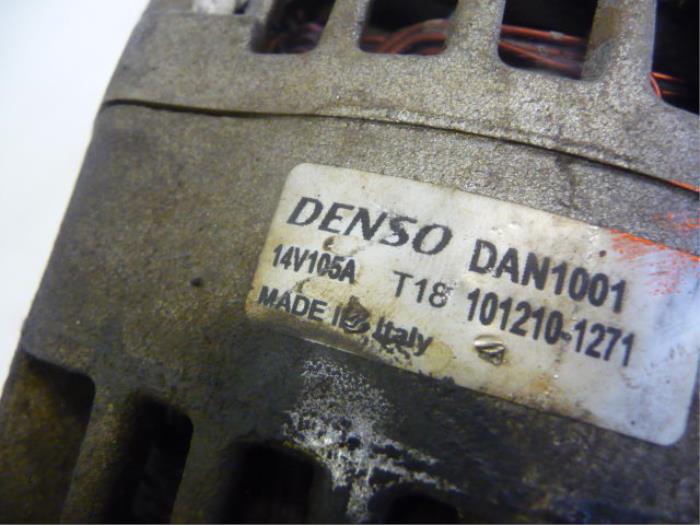 DENSO DAN1001
14V105A T18 101210-1271
MADE IN Italy